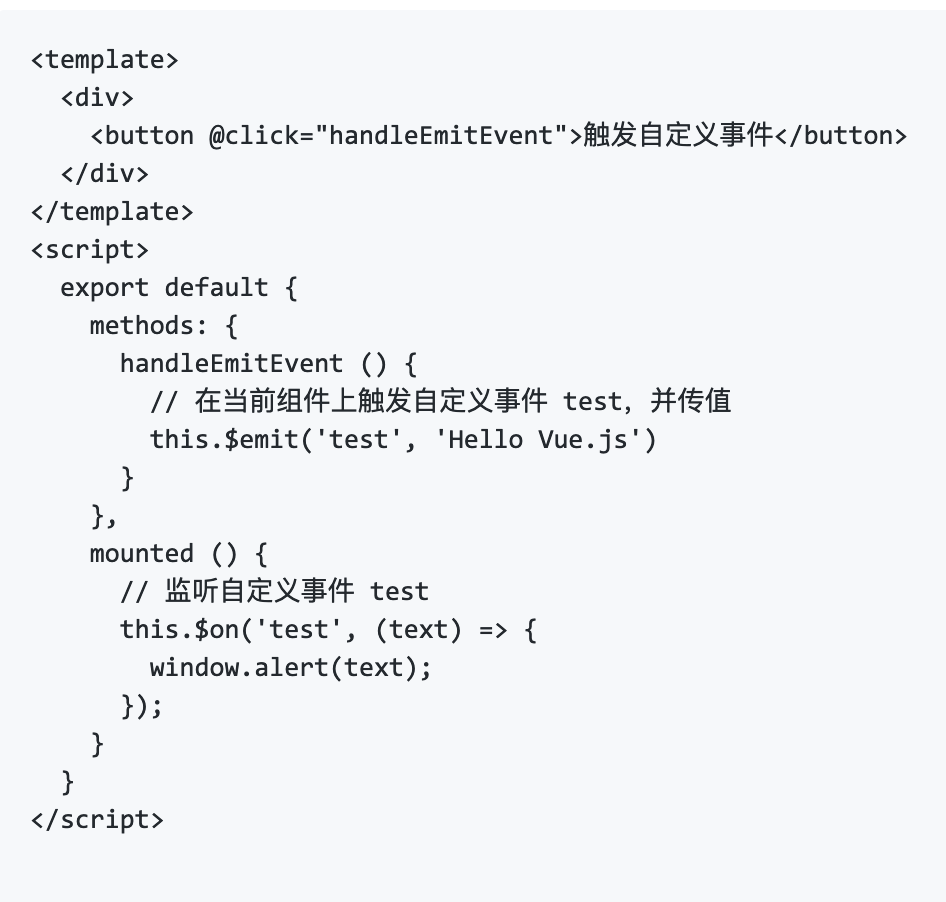 <template>
  <div>
    <button @click="handleEmitEvent">触发自定义事件</button>
  </div>
</template>
<script>
  export default {
    methods: {
      handleEmitEvent () {
        // 在当前组件上触发自定义事件 test，并传值
        this.$emit('test', 'Hello Vue.js')
      }
    },
    mounted () {
      // 监听自定义事件 test
      this.$on('test', (text) => {
        window.alert(text);
      });
    }
  }
</script>